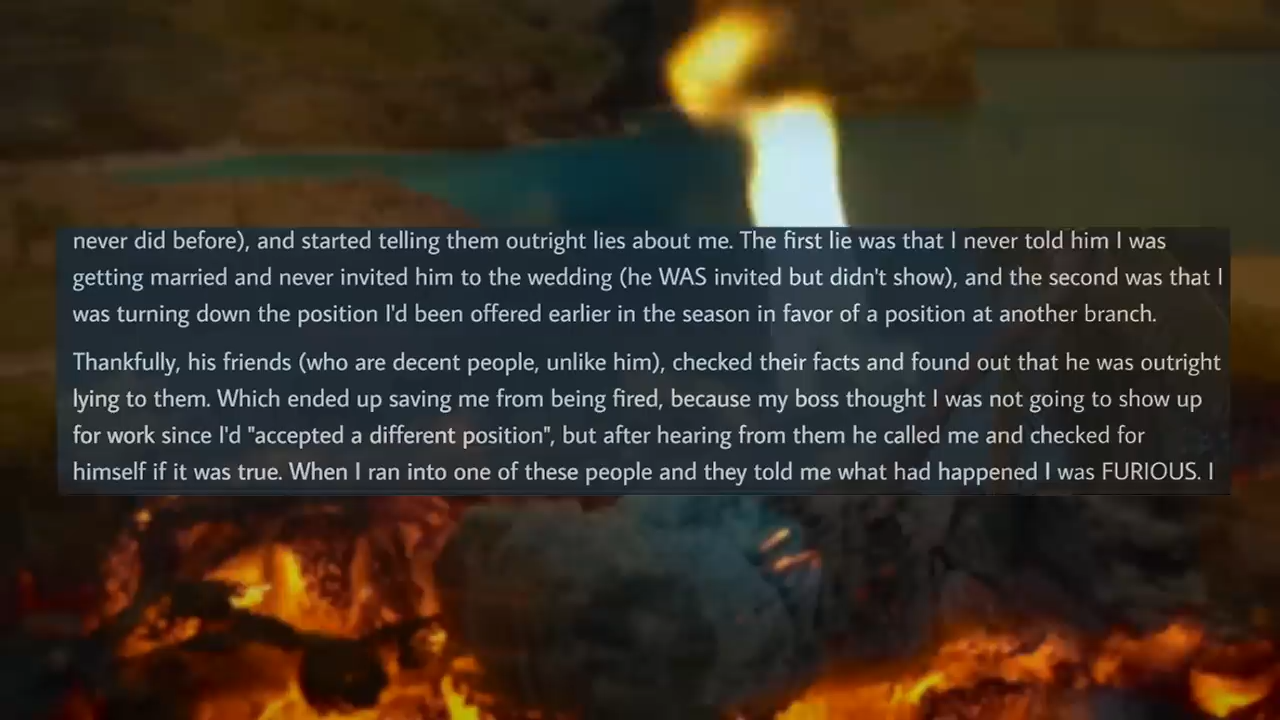 never did before), and started telling them outright lies about me. The first lie was that I never told him I was
getting married and never invited him to the wedding (he WAS invited but didn't show), and the second was that I
was turning down the position I'd been offered earlier in the season in favor of a position at another branch.
Thankfully, his friends (who are decent people, unlike him), checked their facts and found out that he was outright
lying to them. Which ended up saving me from being fired, because my boss thought I was not going to show up
for work since I'd "accepted a different position", but after hearing from them he called me and checked for
himself if it was true. When I ran into one of these people and they told me what had happened I was FURIOUS. I